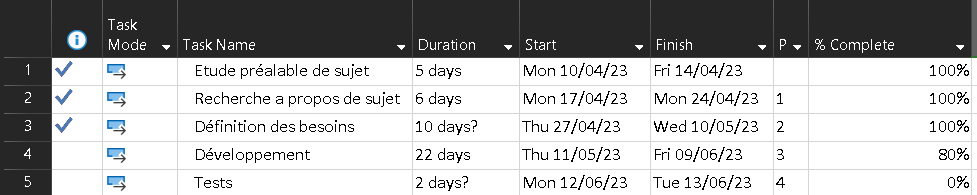 Task Mode Task Name Duration Start Finish P % Complete
1 Etude préalable de sujet 5 days Mon 10/04/23 Fri 14/04/23 100%
2 Recherche a propos de sujet 6 days Mon 17/04/23 Mon 24/04/23 1 100%
3 Définition des besoins 10 days? Thu 27/04/23 Wed 10/05/23 2 100%
4 Développement 22 days Thu 11/05/23 Fri 09/06/23 3 80%
5 Tests 2 days? Mon 12/06/23 Tue 13/06/23 4 0%